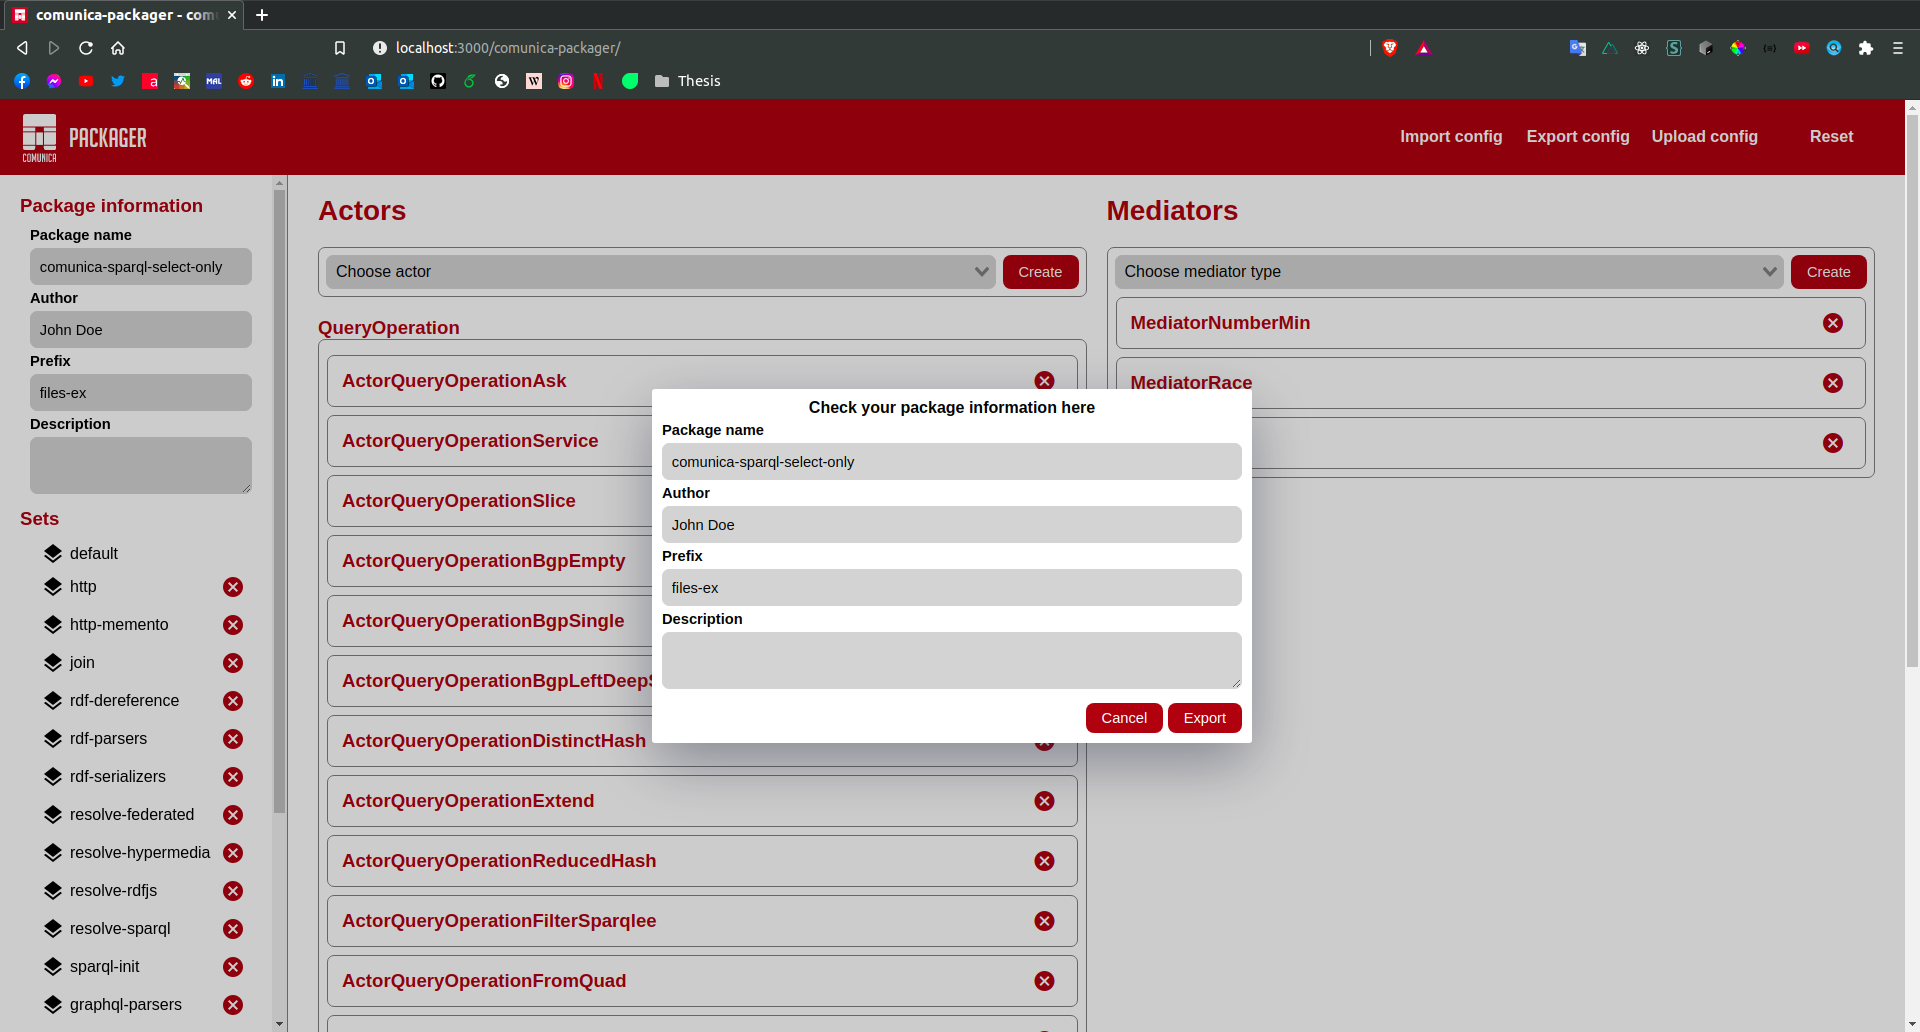 comunica-packager - com
localhost:3000/comunica-packager/
Thesis
COMUNICA
PACKAGER
Import config
Export config
Upload config
Reset
Package information
Package name
comunica-sparql-select-only
Author
John Doe
Prefix
files-ex
Description
Sets
default
http
http-memento
join
rdf-dereference
rdf-parsers
rdf-serializers
resolve-federated
resolve-hypermedia
resolve-rdfjs
resolve-sparql
sparql-init
graphql-parsers
Actors
Choose actor
Create
QueryOperation
ActorQueryOperationAsk
ActorQueryOperationService
ActorQueryOperationSlice
ActorQueryOperationBgpEmpty
ActorQueryOperationBgpSingle
ActorQueryOperationBgpLeftDeep
ActorQueryOperationDistinctHash
ActorQueryOperationExtend
ActorQueryOperationReducedHash
ActorQueryOperationFilterSparqlee
ActorQueryOperationFromQuad
Mediators
Choose mediator type
Create
MediatorNumberMin
MediatorRace
Check your package information here
Package name
comunica-sparql-select-only
Author
John Doe
Prefix
files-ex
Description
Cancel
Export